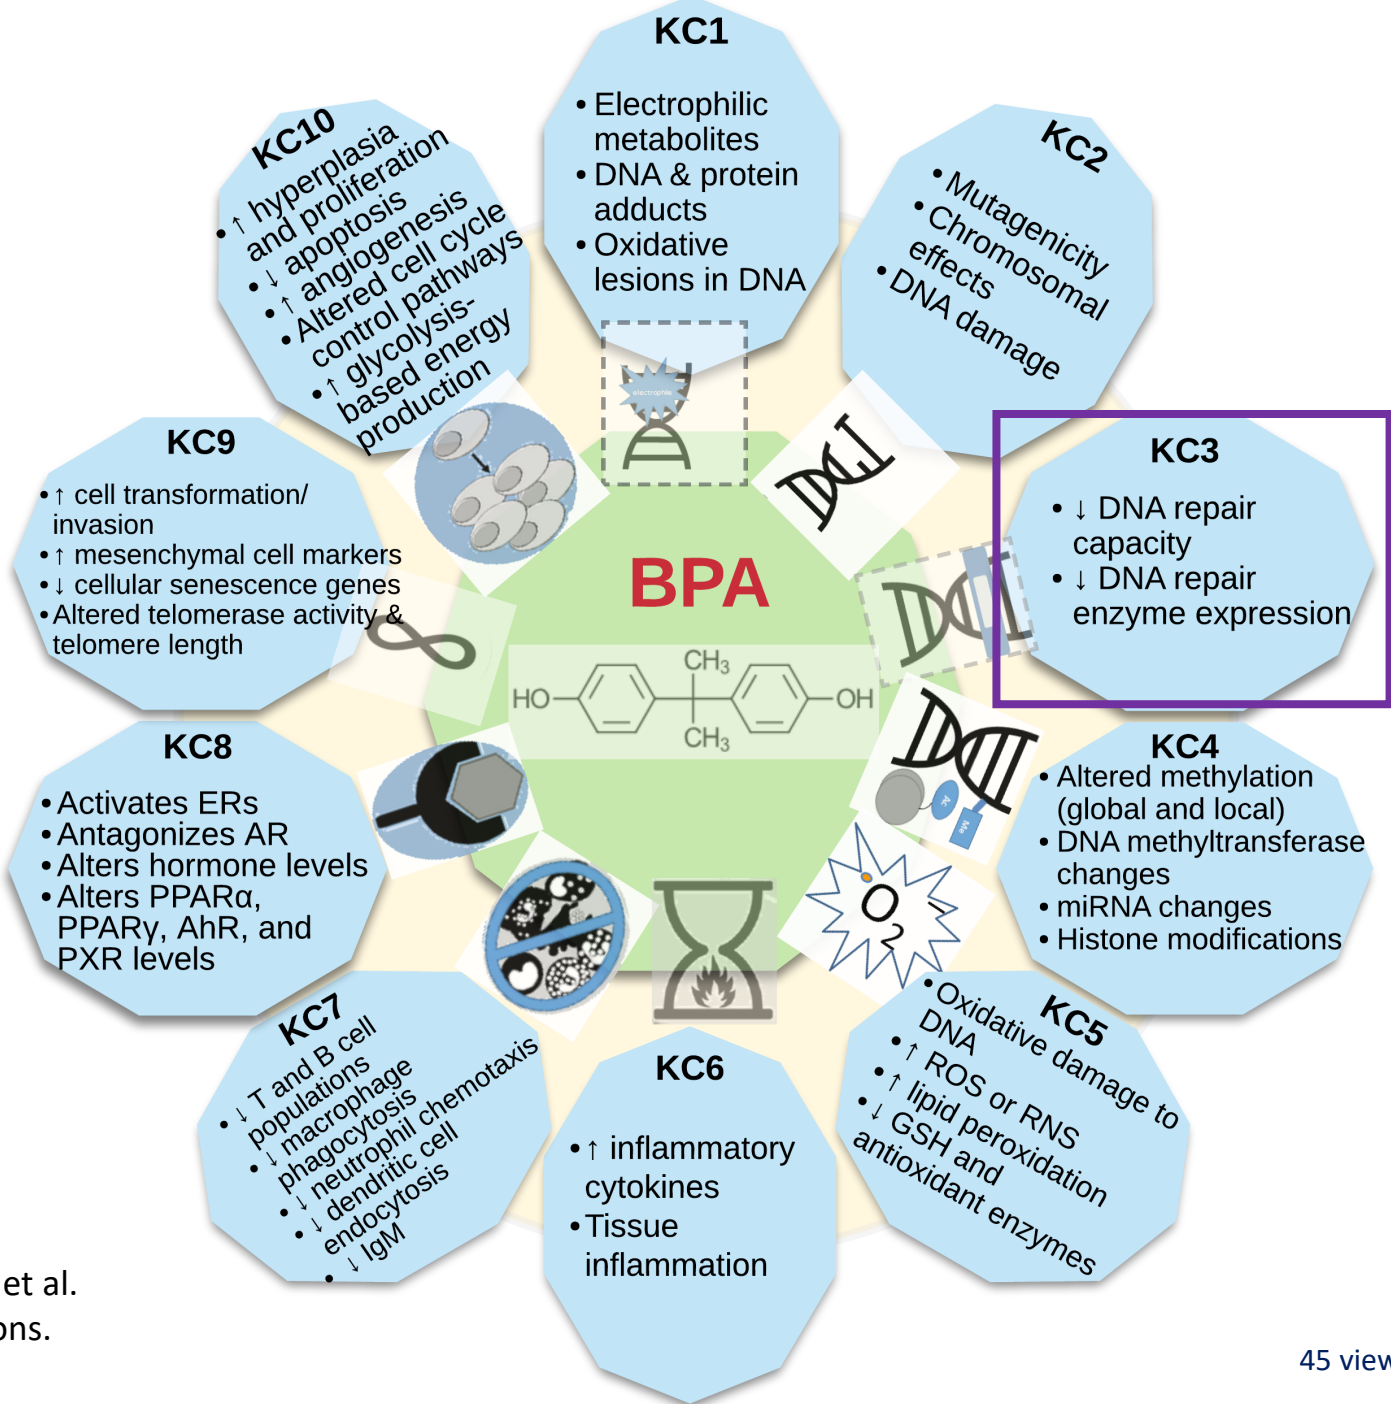 KC1
• Electrophilic
metabolites
• DNA & protein
adducts
• Oxidative
lesions in DNA
KC2
• Mutagenicity
• Chromosomal
effects
• DNA damage
KC3
• ↓ DNA repair
capacity
• ↓ DNA repair
enzyme expression
KC4
• Altered methylation
(global and local)
• DNA methyltransferase
changes
• miRNA changes
• Histone modifications
KC5
• Oxidative damage to
DNA
• ↑ ROS or RNS
• ↑ lipid peroxidation
• ↓ GSH and
antioxidant enzymes
KC6
• ↑ inflammatory
cytokines
• Tissue
inflammation
KC7
• ↓ T and B cell
populations
• ↓ macrophage
phagocytosis
• ↓ neutrophil chemotaxis
• ↓ dendritic cell
endocytosis
• ↓ IgM
KC8
• Activates ERs
• Antagonizes AR
• Alters hormone levels
• Alters PPARα,
PPARγ, AhR, and
PXR levels
KC9
• ↑ cell transformation/
invasion
• ↑ mesenchymal cell markers
• ↓ cellular senescence genes
• Altered telomerase activity &
telomere length
KC10
• ↑ hyperplasia
and proliferation
• ↓ apoptosis
• ↑ angiogenesis
• Altered cell cycle
control pathways
• ↑ glycolysis-
based energy
production
electrophile
BPA
CH3
HO OH
CH3
Ac
Me
O2−
et al.
ons.
45 view